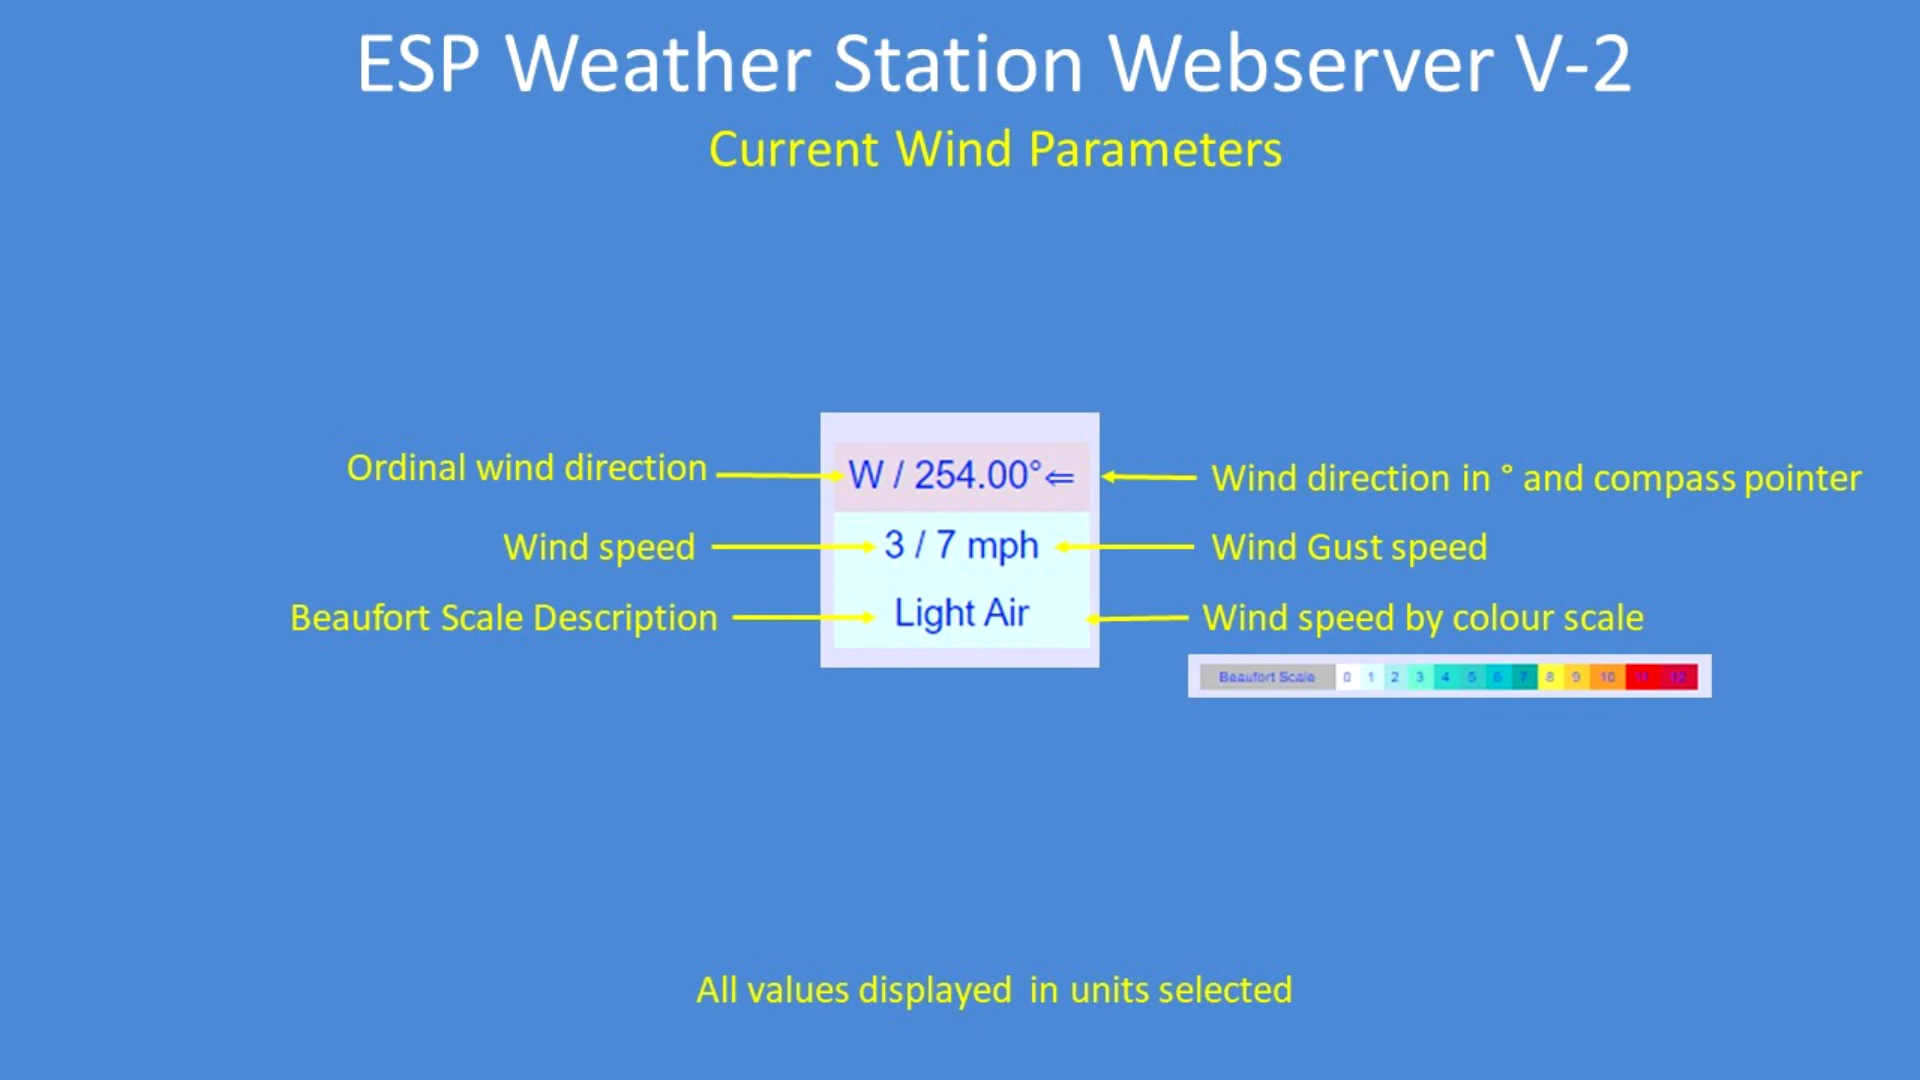 ESP Weather Station Webserver V-2
Current Wind Parameters
Ordinal wind direction
W / 254.00°⇐
Wind direction in ° and compass pointer
Wind speed
3 / 7 mph
Wind Gust speed
Beaufort Scale Description
Light Air
Wind speed by colour scale
Beaufort Scale 0 1 2 3 4 5 6 7 8 9 10 11 12
All values displayed in units selected